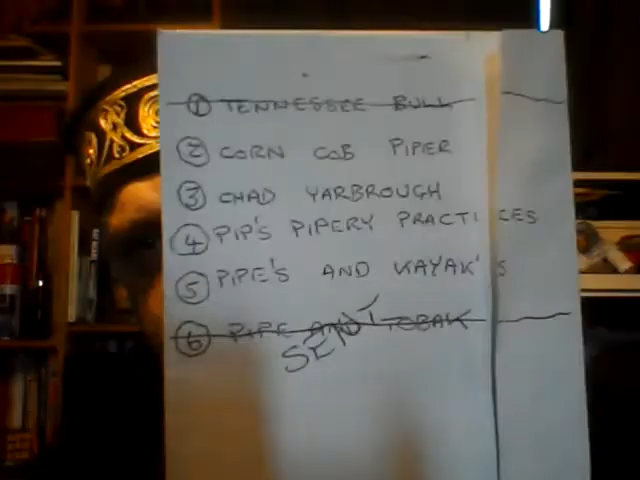 ① TENNESSEE BULL
② CORN COB PIPER
③ CHAD YARBROUGH
④ PIP'S PIPERY PRACTICES
⑤ PIPE'S AND KAYAK'S
⑥ PIPE AND TOBAK
SENT